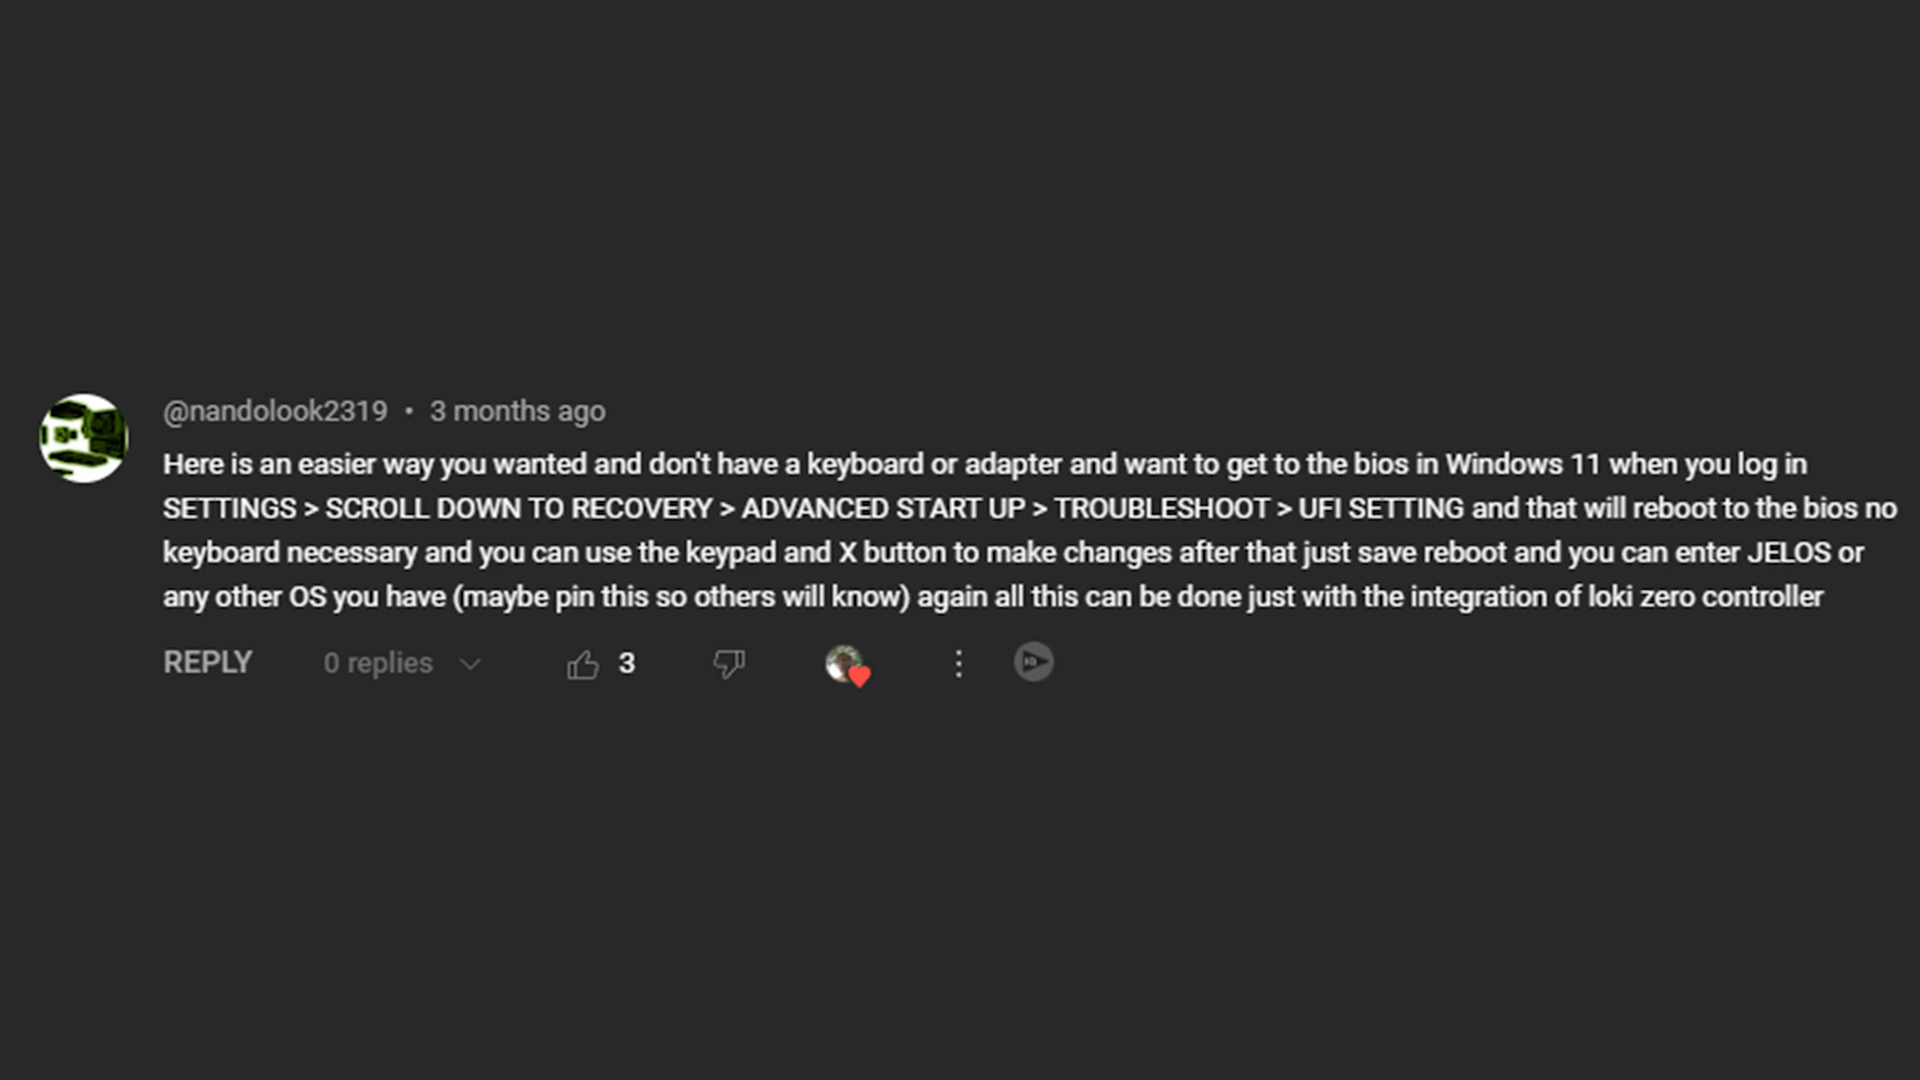 @nandolook2319 • 3 months ago
Here is an easier way you wanted and don't have a keyboard or adapter and want to get to the bios in Windows 11 when you log in
SETTINGS > SCROLL DOWN TO RECOVERY > ADVANCED START UP > TROUBLESHOOT > UFI SETTING and that will reboot to the bios no
keyboard necessary and you can use the keypad and X button to make changes after that just save reboot and you can enter JELOS or
any other OS you have (maybe pin this so others will know) again all this can be done just with the integration of loki zero controller
REPLY 0 replies 3